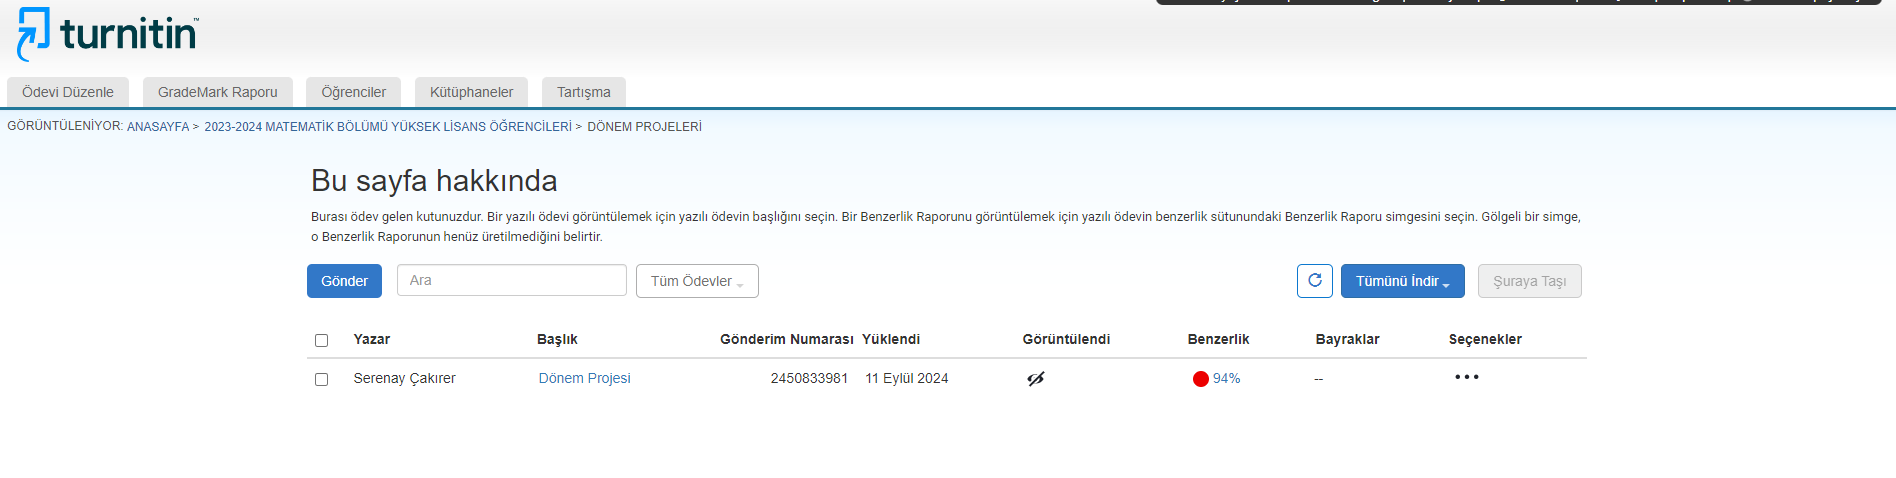 turnitin™
Ödevi Düzenle GradeMark Raporu Öğrenciler Kütüphaneler Tartışma
GÖRÜNTÜLENİYOR: ANASAYFA > 2023-2024 MATEMATİK BÖLÜMÜ YÜKSEK LİSANS ÖĞRENCİLERİ > DÖNEM PROJELERİ
Bu sayfa hakkında
Burası ödev gelen kutunuzdur. Bir yazılı ödevi görüntülemek için yazılı ödevin başlığını seçin. Bir Benzerlik Raporunu görüntülemek için yazılı ödevin benzerlik sütunundaki Benzerlik Raporu simgesini seçin. Gölgeli bir simge,
o Benzerlik Raporunun henüz üretilmediğini belirtir.
Gönder Ara Tüm Ödevler Tümünü İndir Şuraya Taşı
Yazar Başlık Gönderim Numarası Yüklendi Görüntülendi Benzerlik Bayraklar Seçenekler
Serenay Çakırer Dönem Projesi 2450833981 11 Eylül 2024 94% -- •••